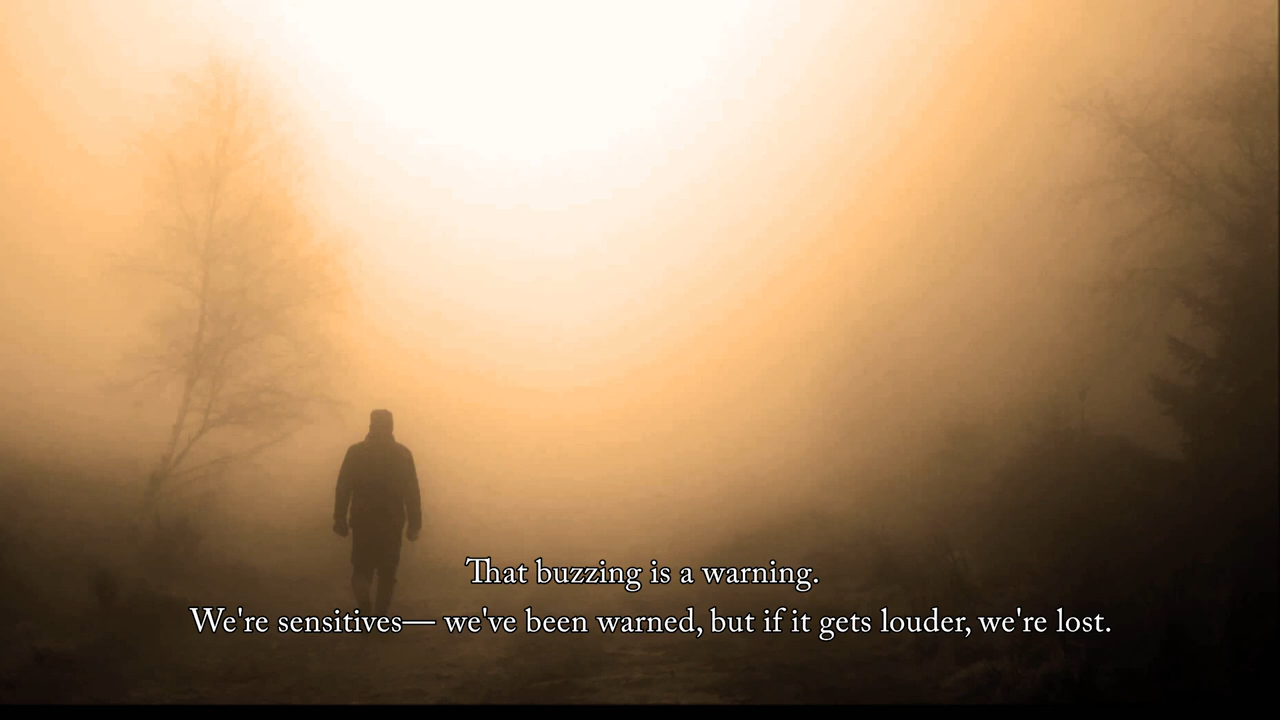 That buzzing is a warning.
We're sensitives— we've been warned, but if it gets louder, we're lost.